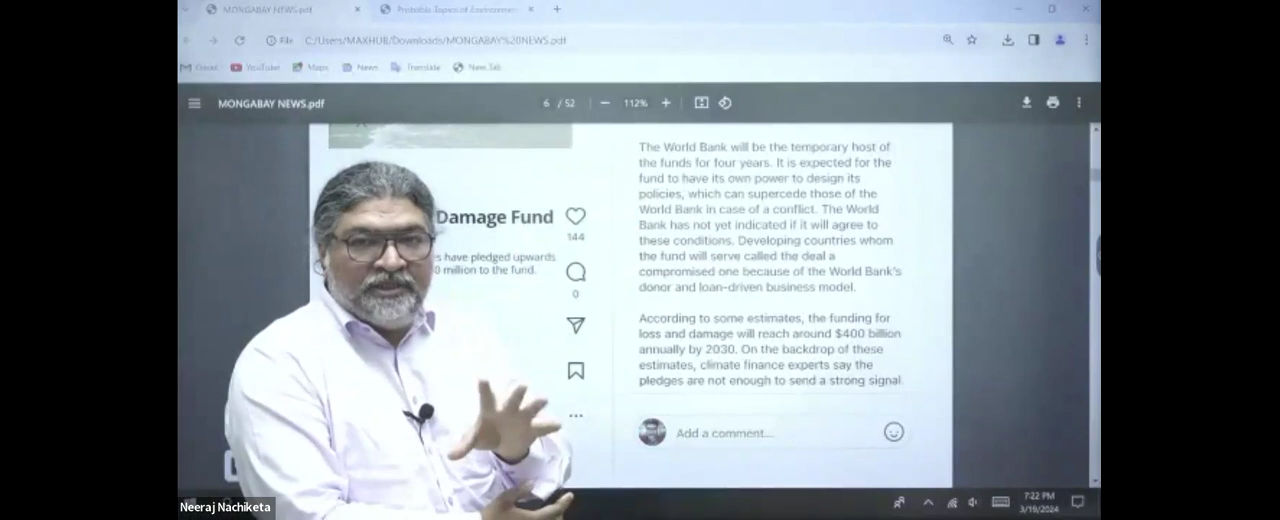 MONGABAY NEWS.pdf
Probable Topics of Environmen
File C:/Users/MAXHUB/Downloads/MONGABAY%20NEWS.pdf
Gmail YouTube Maps News Translate New Tab
MONGABAY NEWS.pdf 6 / 52 112%
Damage Fund
144
s have pledged upwards
0 million to the fund.
0
The World Bank will be the temporary host of
the funds for four years. It is expected for the
fund to have its own power to design its
policies, which can supercede those of the
World Bank in case of a conflict. The World
Bank has not yet indicated if it will agree to
these conditions. Developing countries whom
the fund will serve called the deal a
compromised one because of the World Bank's
donor and loan-driven business model.
According to some estimates, the funding for
loss and damage will reach around $400 billion
annually by 2030. On the backdrop of these
estimates, climate finance experts say the
pledges are not enough to send a strong signal.
Add a comment...
Neeraj Nachiketa
7:22 PM
3/19/2024